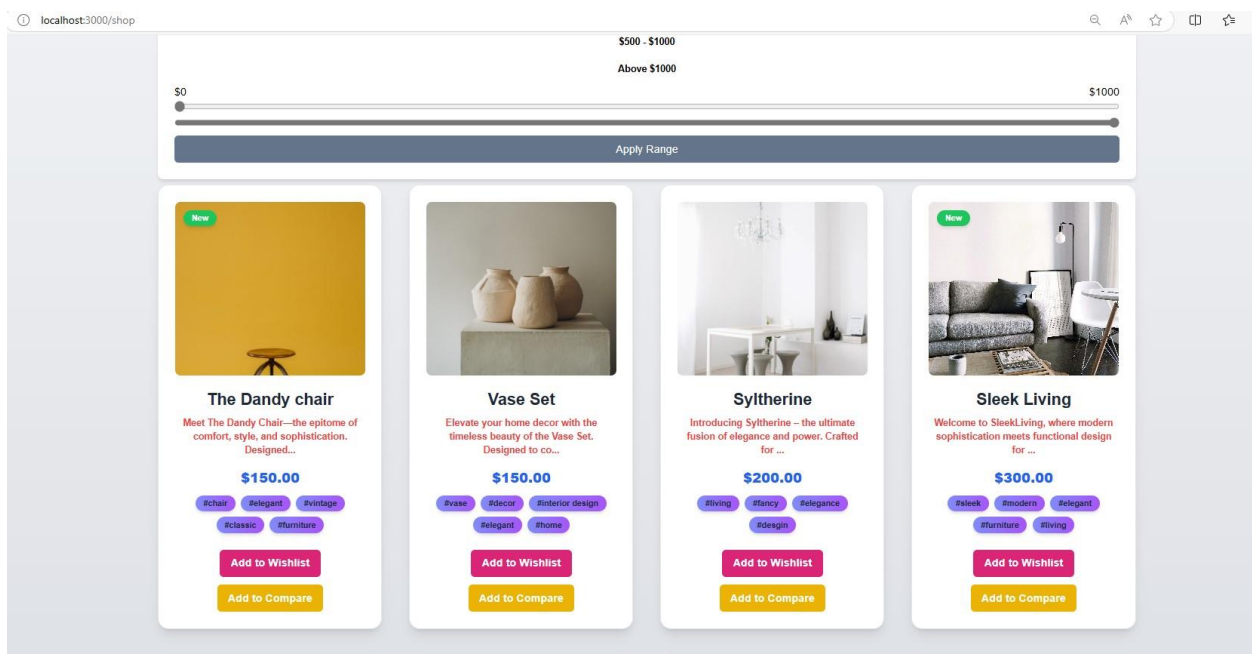 localhost:3000/shop
$500 - $1000
Above $1000
$0 $1000
Apply Range
New
The Dandy chair
Meet The Dandy Chair—the epitome of
comfort, style, and sophistication.
Designed...
$150.00
#chair #elegant #vintage
#classic #furniture
Add to Wishlist
Add to Compare
Vase Set
Elevate your home decor with the
timeless beauty of the Vase Set.
Designed to co...
$150.00
#vase #decor #interior design
#elegant #home
Add to Wishlist
Add to Compare
Syltherine
Introducing Syltherine – the ultimate
fusion of elegance and power. Crafted
for ...
$200.00
#living #fancy #elegance
#desgin
Add to Wishlist
Add to Compare
New
Sleek Living
Welcome to SleekLiving, where modern
sophistication meets functional design
for ...
$300.00
#sleek #modern #elegant
#furniture #living
Add to Wishlist
Add to Compare